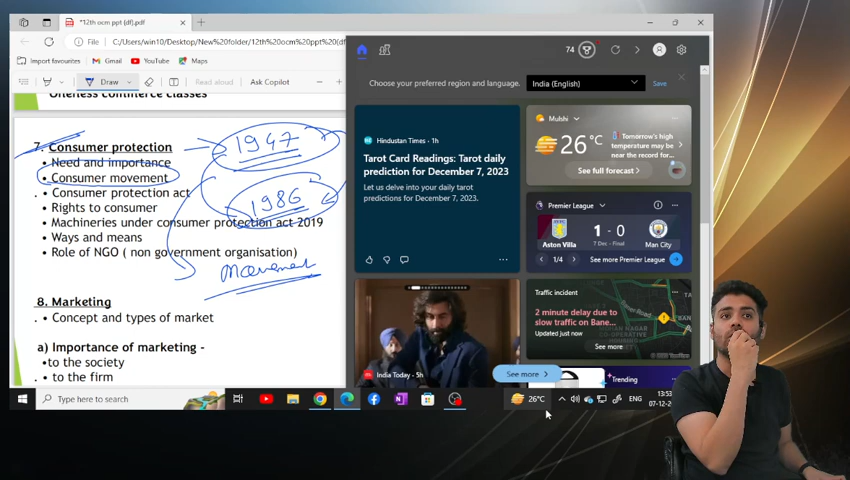 *12th ocm ppt (df).pdf
File
C:/Users/win10/Desktop/New%20folder/12th%20ocm%20ppt%20(df
Import favourites
Gmail
YouTube
Maps
Draw
Read aloud
Ask Copilot
Oneness commerce classes
7. Consumer protection
1947
• Need and importance
• Consumer movement
• Consumer protection act
1986
• Rights to consumer
• Machineries under consumer protection act 2019
• Ways and means
• Role of NGO ( non government organisation)
Movement
8. Marketing
• Concept and types of market
a) Importance of marketing -
•to the society
• to the firm
74
Choose your preferred region and language.
India (English)
Save
Hindustan Times · 1h
Tarot Card Readings: Tarot daily
prediction for December 7, 2023
Let us delve into your daily tarot
predictions for December 7, 2023.
Mulshi
26°C
Tomorrow's high
temperature may be
near the record for...
See full forecast
Premier League
1 - 0
Aston Villa
7 Dec - Final
Man City
1/4
See more Premier League
Traffic incident
2 minute delay due to
slow traffic on Bane...
Updated just now
See more
India Today · 5h
See more
Trending
Type here to search
26°C
ENG
13:53
07-12-20